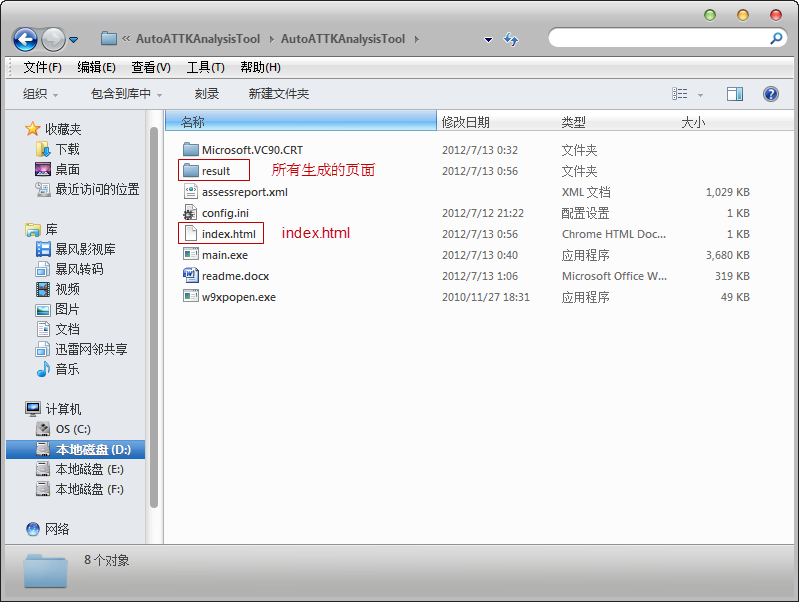 « AutoATTKAnalysisTool › AutoATTKAnalysisTool ›
文件(F) 编辑(E) 查看(V) 工具(T) 帮助(H)
组织 包含到库中 刻录 新建文件夹
收藏夹
下载
桌面
最近访问的位置
库
暴风影视库
暴风转码
视频
图片
文档
迅雷网邻共享
音乐
计算机
OS (C:)
本地磁盘 (D:)
本地磁盘 (E:)
本地磁盘 (F:)
网络
名称 修改日期 类型 大小
Microsoft.VC90.CRT 2012/7/13 0:32 文件夹
result 所有生成的页面 2012/7/13 0:56 文件夹
assessreport.xml XML 文档 1,029 KB
config.ini 2012/7/12 21:22 配置设置 1 KB
index.html index.html 2012/7/13 0:56 Chrome HTML Doc... 1 KB
main.exe 2012/7/13 0:40 应用程序 3,680 KB
readme.docx 2012/7/13 1:06 Microsoft Office W... 319 KB
w9xpopen.exe 2010/11/27 18:31 应用程序 49 KB
8 个对象